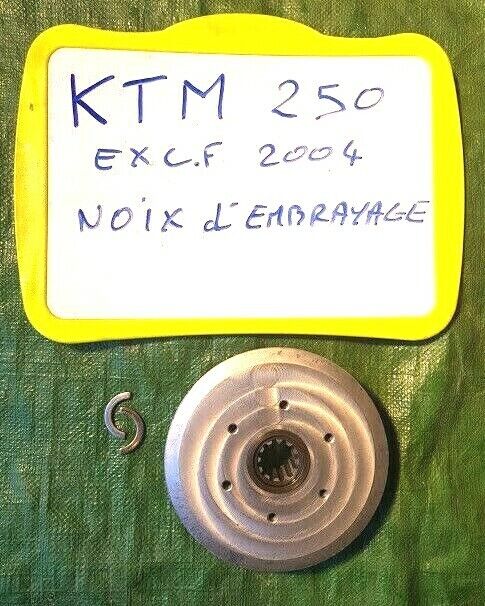 KTM 250
EXC.F 2004
NOIX d'EMBRAYAGE